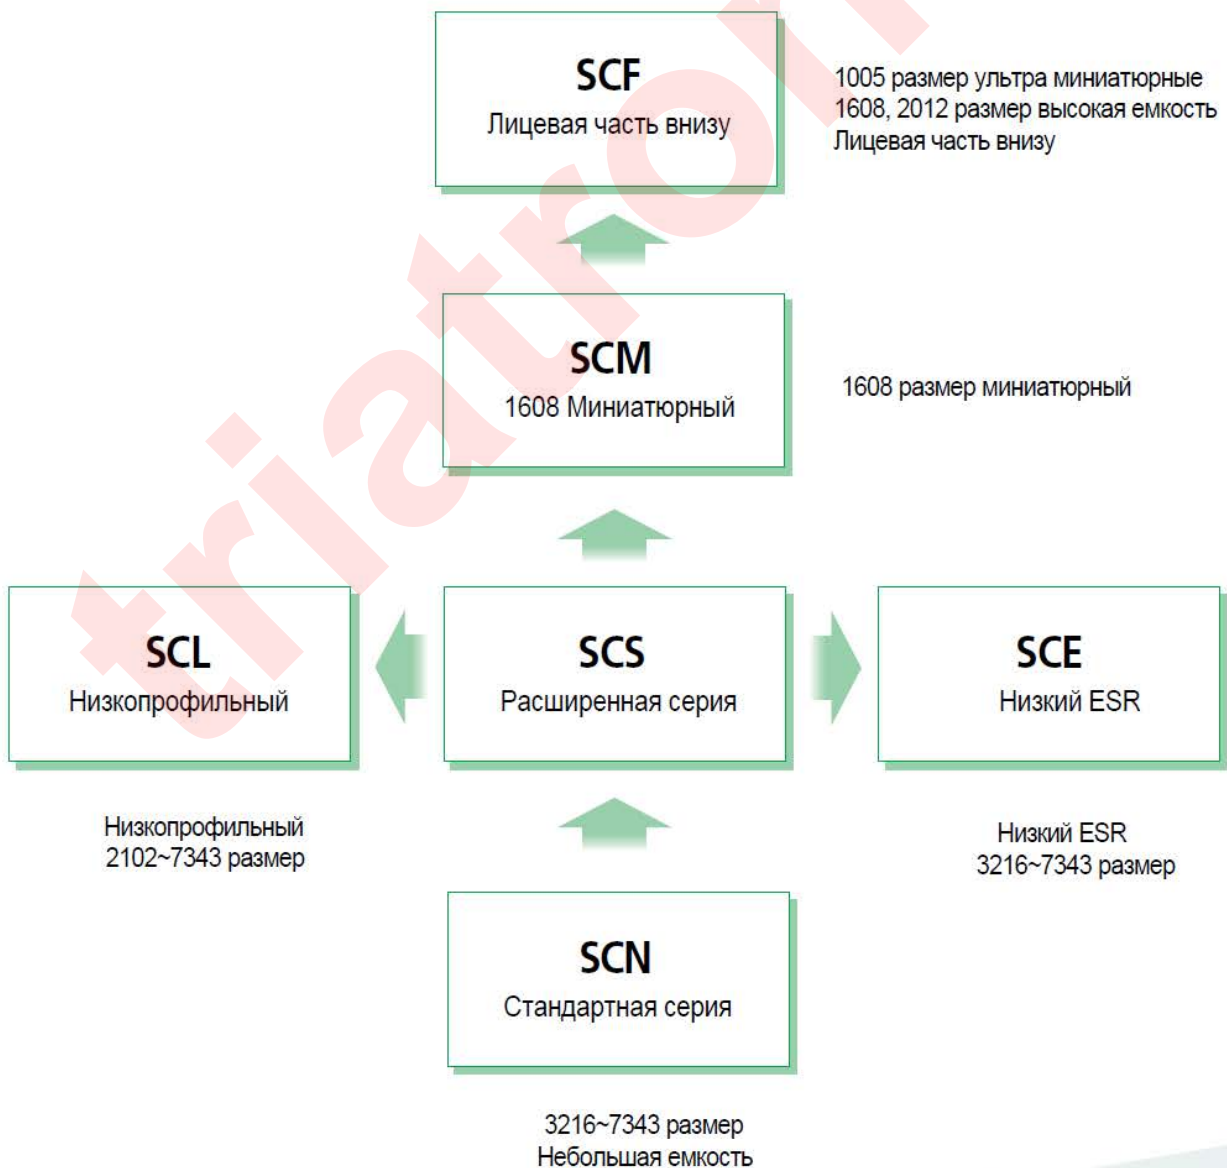 SCF
Лицевая часть внизу
1005 размер ультра миниатюрные
1608, 2012 размер высокая емкость
Лицевая часть внизу
SCM
1608 Миниатюрный
1608 размер миниатюрный
SCL
Низкопрофильный
SCS
Расширенная серия
SCE
Низкий ESR
Низкопрофильный
2102~7343 размер
Низкий ESR
3216~7343 размер
SCN
Стандартная серия
3216~7343 размер
Небольшая емкость
triatron